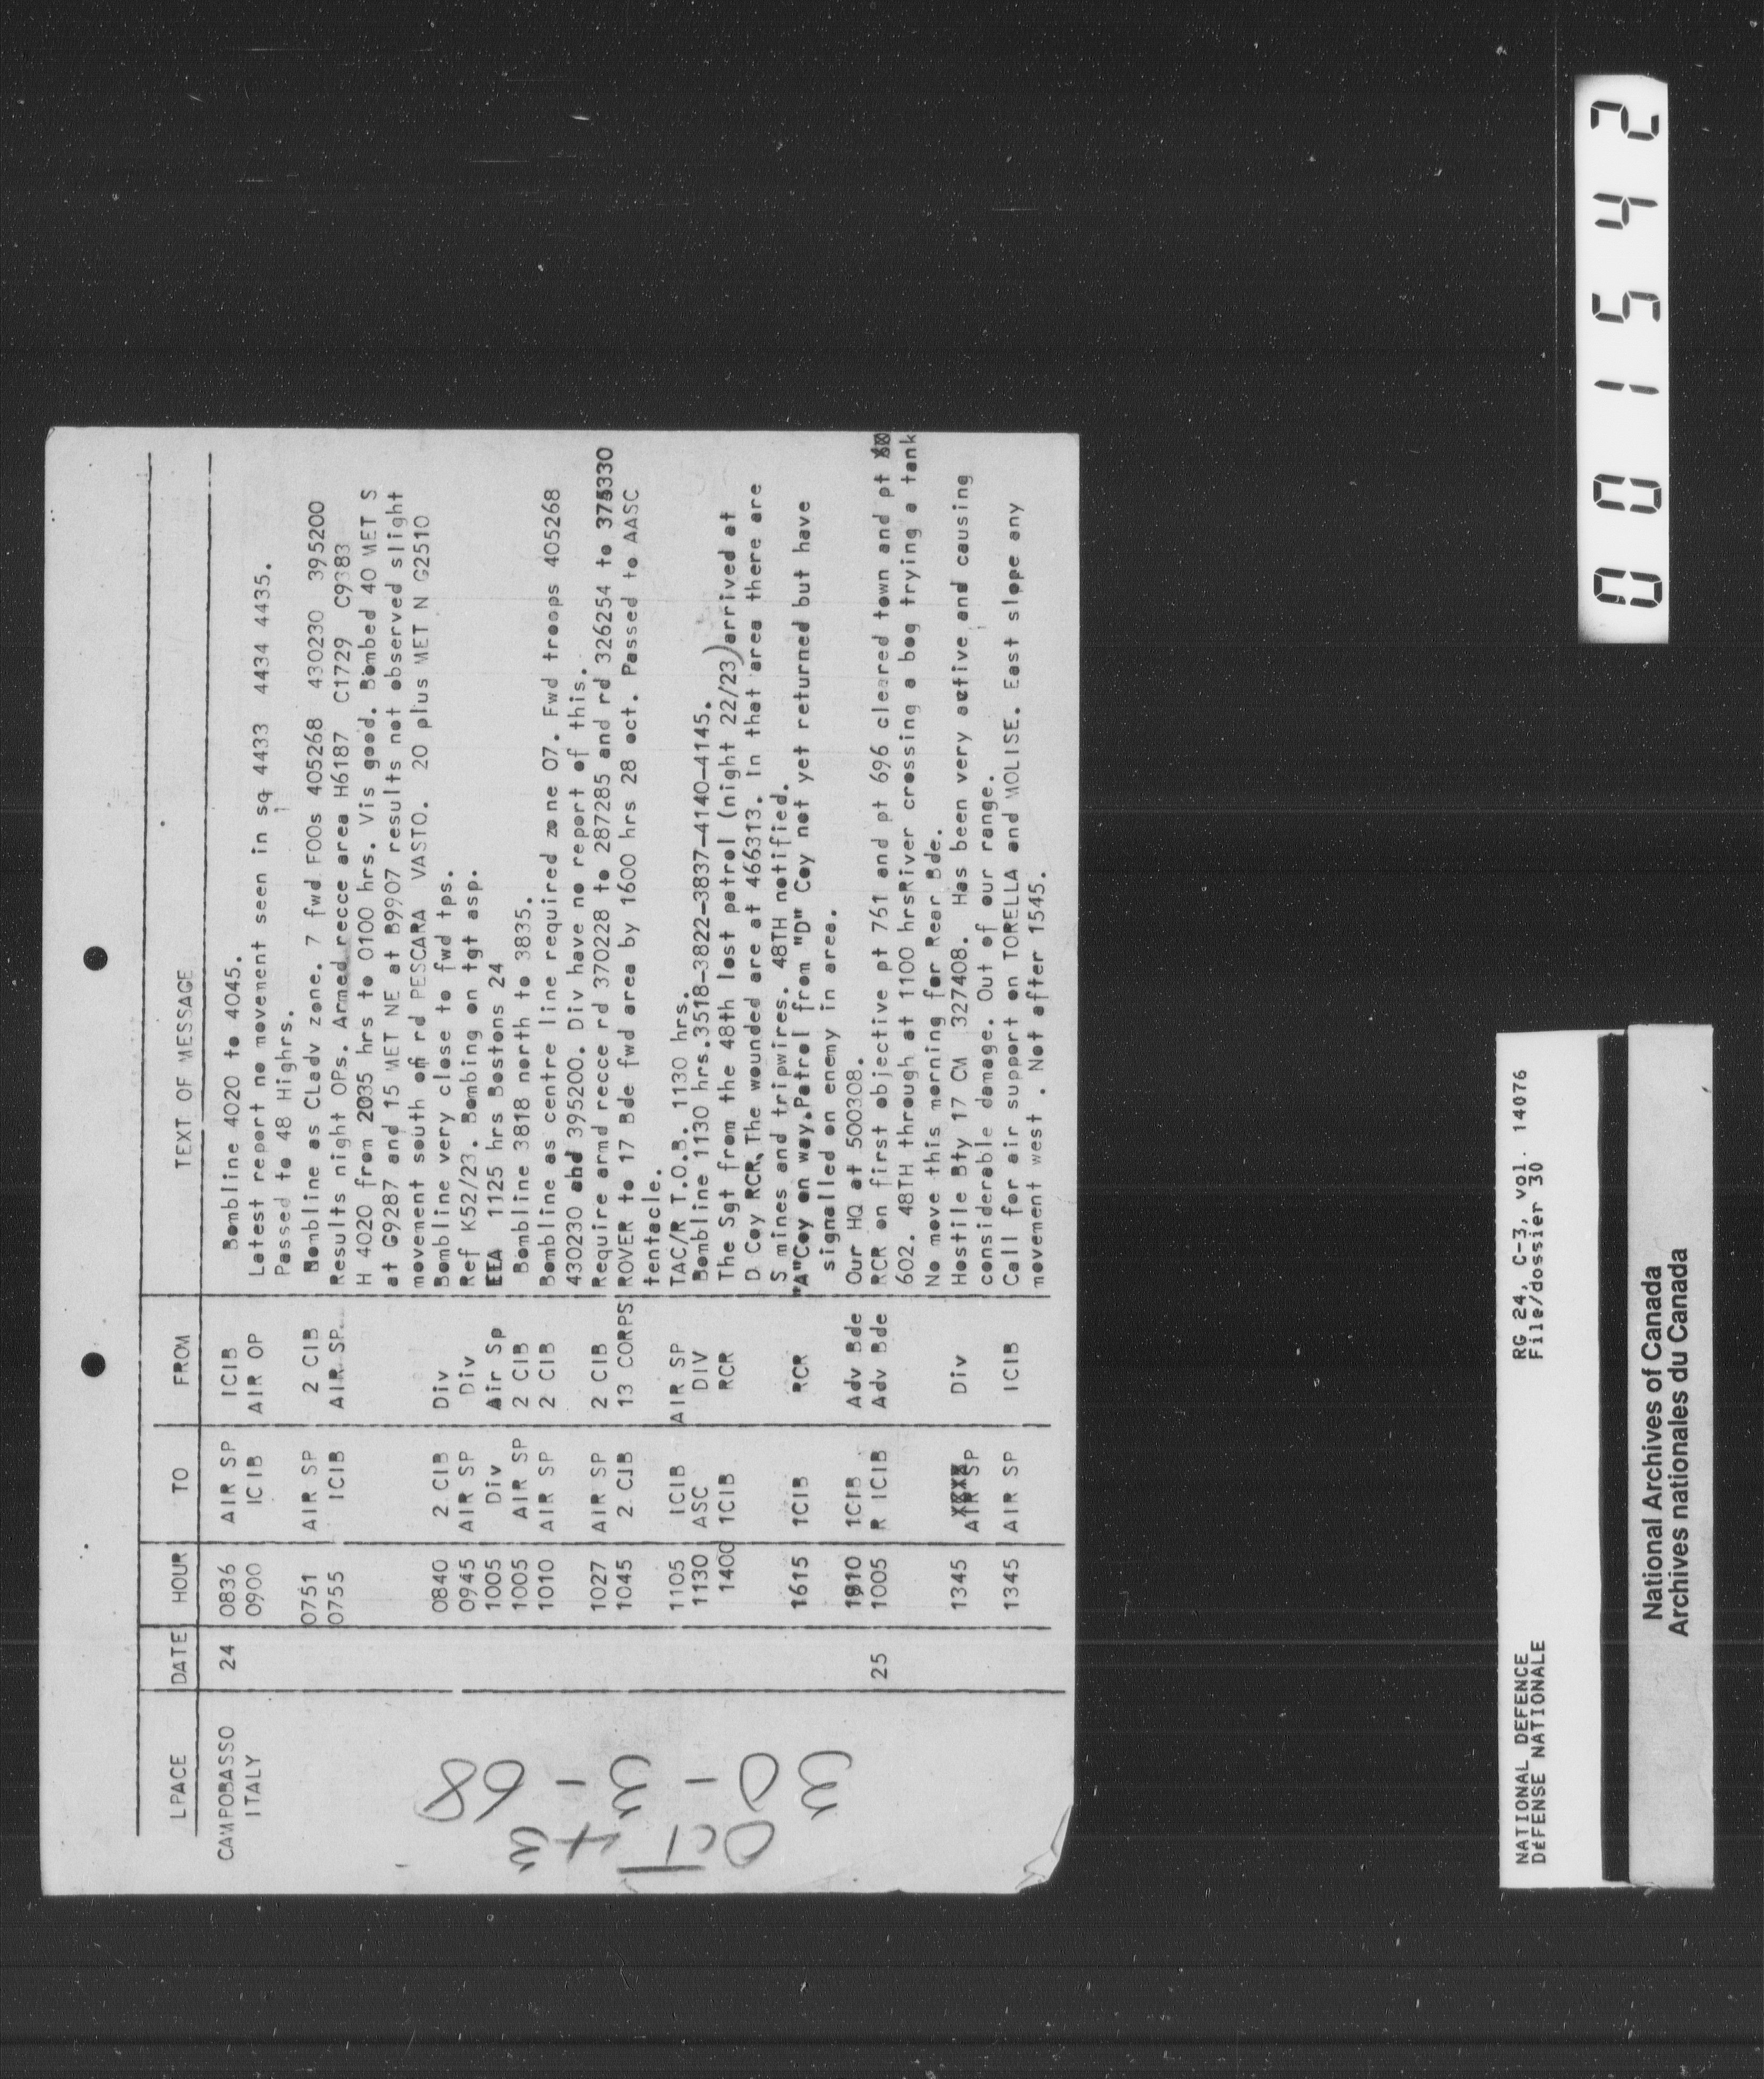 LPACE DATE HOUR TO FROM TEXT OF MESSAGE
CAMPOBASSO 24 0836 AIR SP 1CIB Bombline 4020 to 4045.
ITALY 0900 1CIB AIR OP Latest report no movement seen in sq 4433 4434 4435.
Passed to 48 Highrs.
0751 AIR SP 2 CIB Bombline as CLadv zone. 7 fwd FOOs 405268 430230 395200
0755 1CIB AIR SP. Results night OPs. Armed recce area H6187 C1729 C9383
H 4020 from 2035 hrs to 0100 hrs. Vis good. Bombed 40 MET S
at G9287 and 15 MET NE at B9907 results not observed slight
movement south on rd PESCARA VASTO. 20 plus MET N G2510
0840 2 CIB Div Bombline very close to fwd tps.
0945 AIR SP Div Ref K52/23. Bombing on tgt asp.
1005 Div Air Sp ETA 1125 hrs Bostons 24
1005 AIR SP 2 CIB Bombline 3818 north to 3835.
1010 AIR SP 2 CIB Bombline as centre line required zone 07. Fwd troops 405268
430230 and 395200. Div have no report of this.
1027 AIR SP 2 CIB Require armd recce rd 370228 to 287285 and rd 326254 to 375330
1045 2 CIB 13 CORPS ROVER to 17 Bde fwd area by 1600 hrs 28 oct. Passed to AASC
tentacle.
1105 1CIB AIR SP TAC/R T.O.B. 1130 hrs.
1130 ASC DIV Bombline 1130 hrs.3518-3822-3837-4140-4145.
1400 1CIB RCR The Sgt from the 48th lost patrol (night 22/23)arrived at
D Coy RCR.The wounded are at 466313. In that area there are
S mines and tripwires. 48TH notified.
1615 1CIB RCR "A"Coy on way.Patrol from "D" Coy not yet returned but have
signalled on enemy in area.
1810 1CIB Adv Bde Our HQ at 500308.
25 1005 R 1CIB Adv Bde RCR on first objective pt 761 and pt 696 cleared town and pt
602. 48TH through at 1100 hrsRiver crossing a bog trying a tank
No move this morning for Rear Bde.
1345 AIR SP Div Hostile Bty 17 CM 327408. Has been very active and causing
considerable damage. Out of our range.
1345 AIR SP 1CIB Call for air support on TORELLA and MOLISE. East slope any
movement west . Not after 1545.
OCT 43
30-3-68
001542
NATIONAL DEFENCE RG 24, C-3, vol. 14076
DÉFENSE NATIONALE File/dossier 30
National Archives of Canada
Archives nationales du Canada